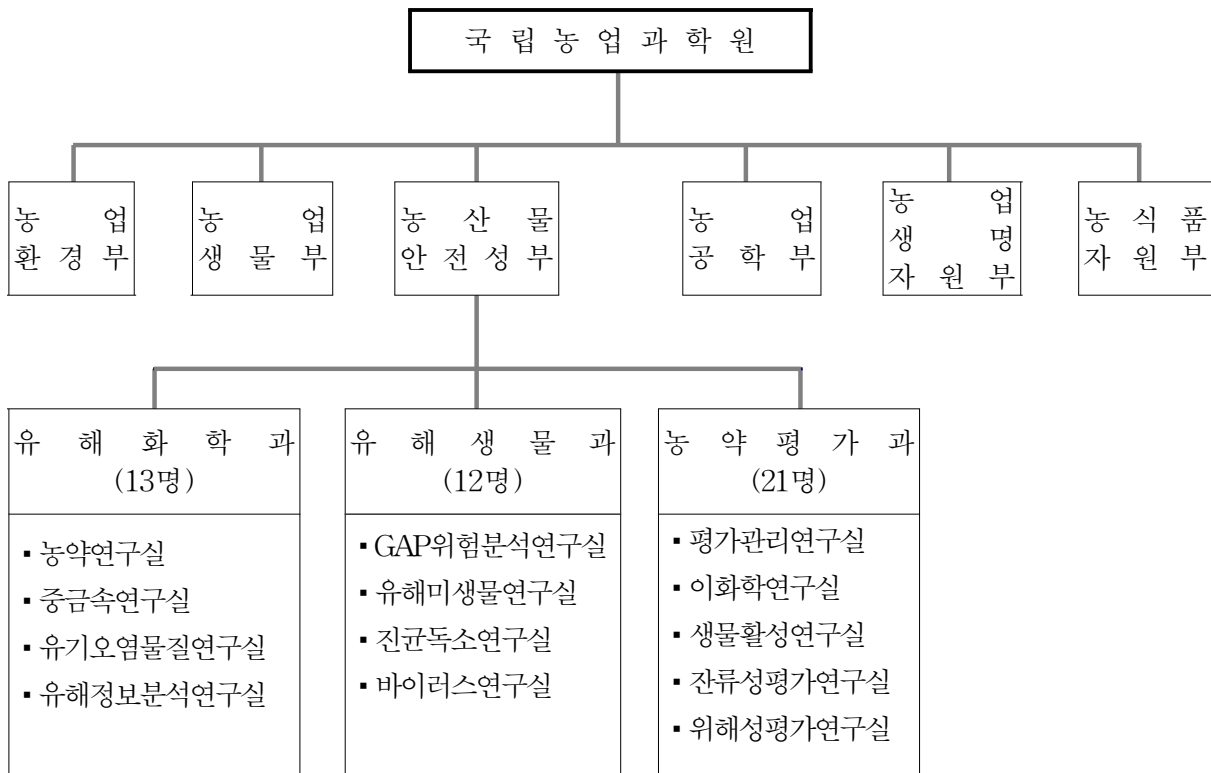 국립농업과학원
농업
환경부
농업
생물부
농산물
안전성부
농업
공학부
농업
생명
자원부
농식품
자원부
유해화학과
(13명)
▪농약연구실
▪중금속연구실
▪유기오염물질연구실
▪유해정보분석연구실
유해생물과
(12명)
▪GAP위험분석연구실
▪유해미생물연구실
▪진균독소연구실
▪바이러스연구실
농약평가과
(21명)
▪평가관리연구실
▪이화학연구실
▪생물활성연구실
▪잔류성평가연구실
▪위해성평가연구실